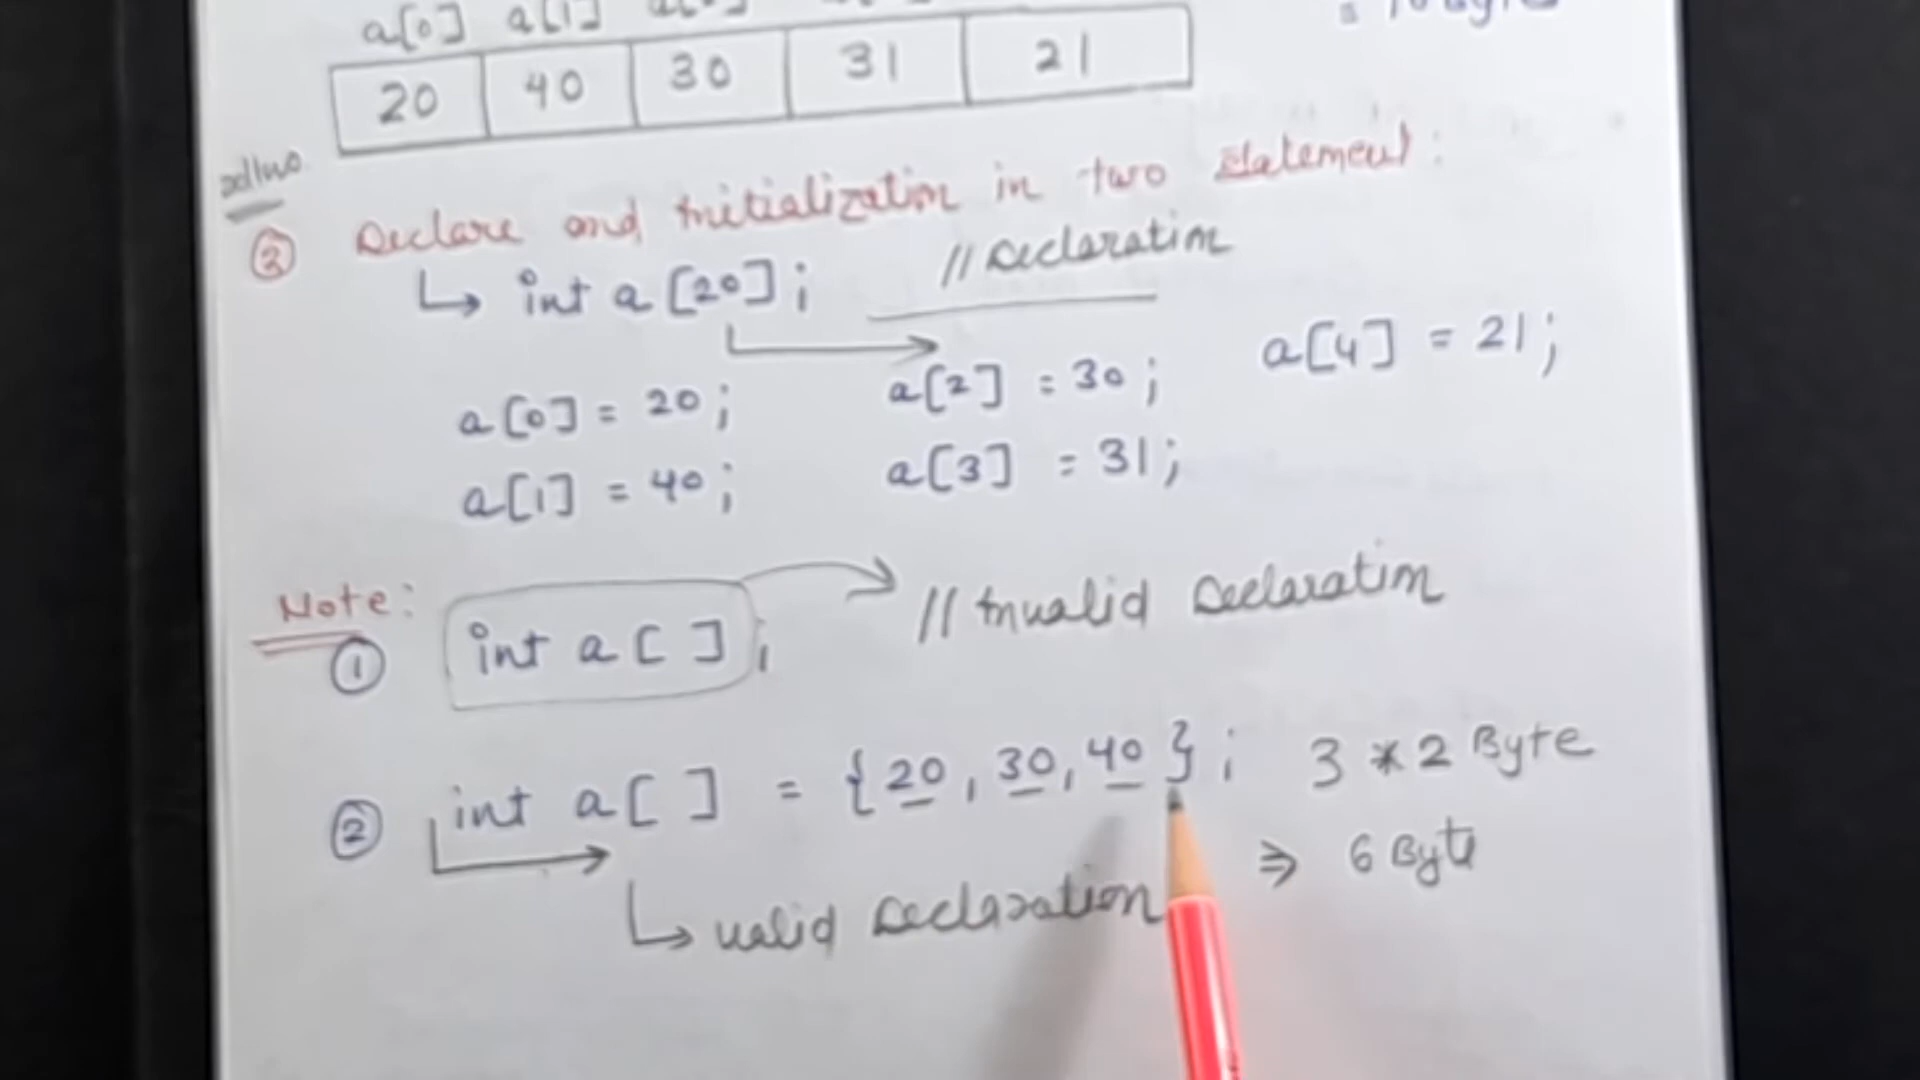 a[0] a[1]
Byte
20 40 30 31 21
② Declare and Initialization in two statement:
int a[20]; // Declaration
a[0] = 20; a[2] = 30; a[4] = 21;
a[1] = 40; a[3] = 31;
Note:
① int a[ ]; // Invalid Declaration
② int a[ ] = {20, 30, 40}; 3 * 2 Byte
⇒ 6 Byte
valid Declaration